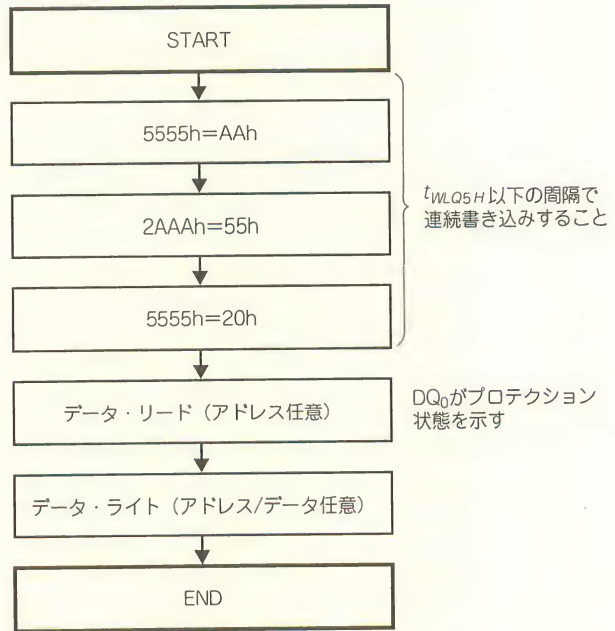 START
5555h=AAh
2AAAh=55h
5555h=20h
tWLQ5H以下の間隔で
連続書き込みすること
データ・リード（アドレス任意）
DQ0がプロテクション
状態を示す
データ・ライト（アドレス/データ任意）
END